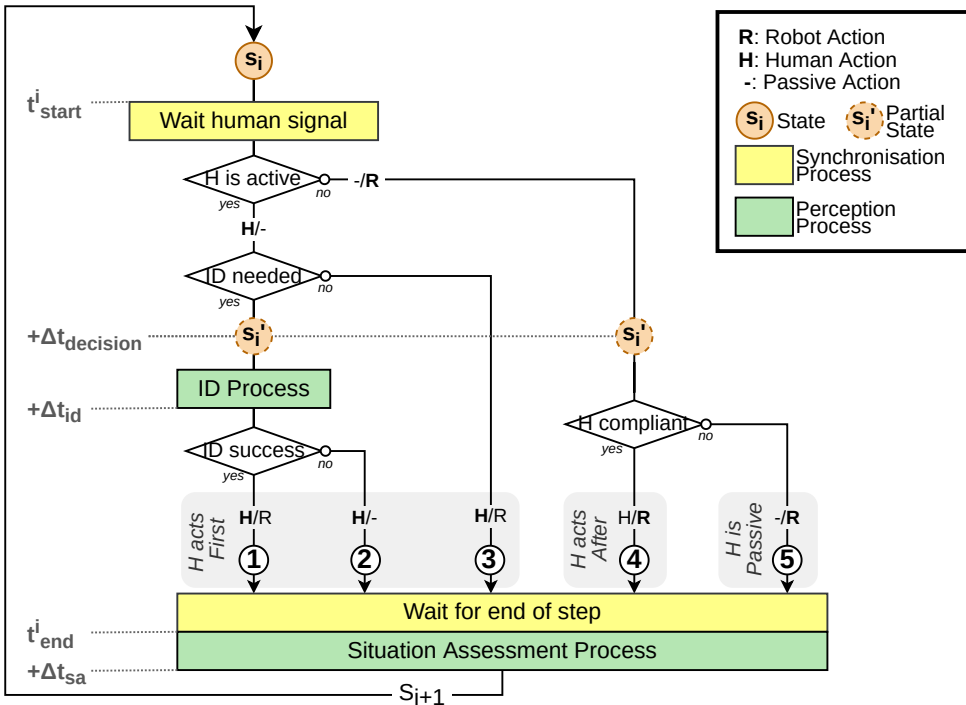 s_i
t^i_start
Wait human signal
H is active
yes
no
-/R
H/-
ID needed
yes
no
+Δt_decision
s_i'
s_i'
ID Process
+Δt_id
H compliant
yes
no
ID success
yes
no
H acts
First
H/R
H/-
H/R
H acts
After
H/R
H is
Passive
-/R
1
2
3
4
5
Wait for end of step
t^i_end
Situation Assessment Process
+Δt_sa
S_i+1
R: Robot Action
H: Human Action
-: Passive Action
s_i State
s_i' Partial
State
Synchronisation
Process
Perception
Process